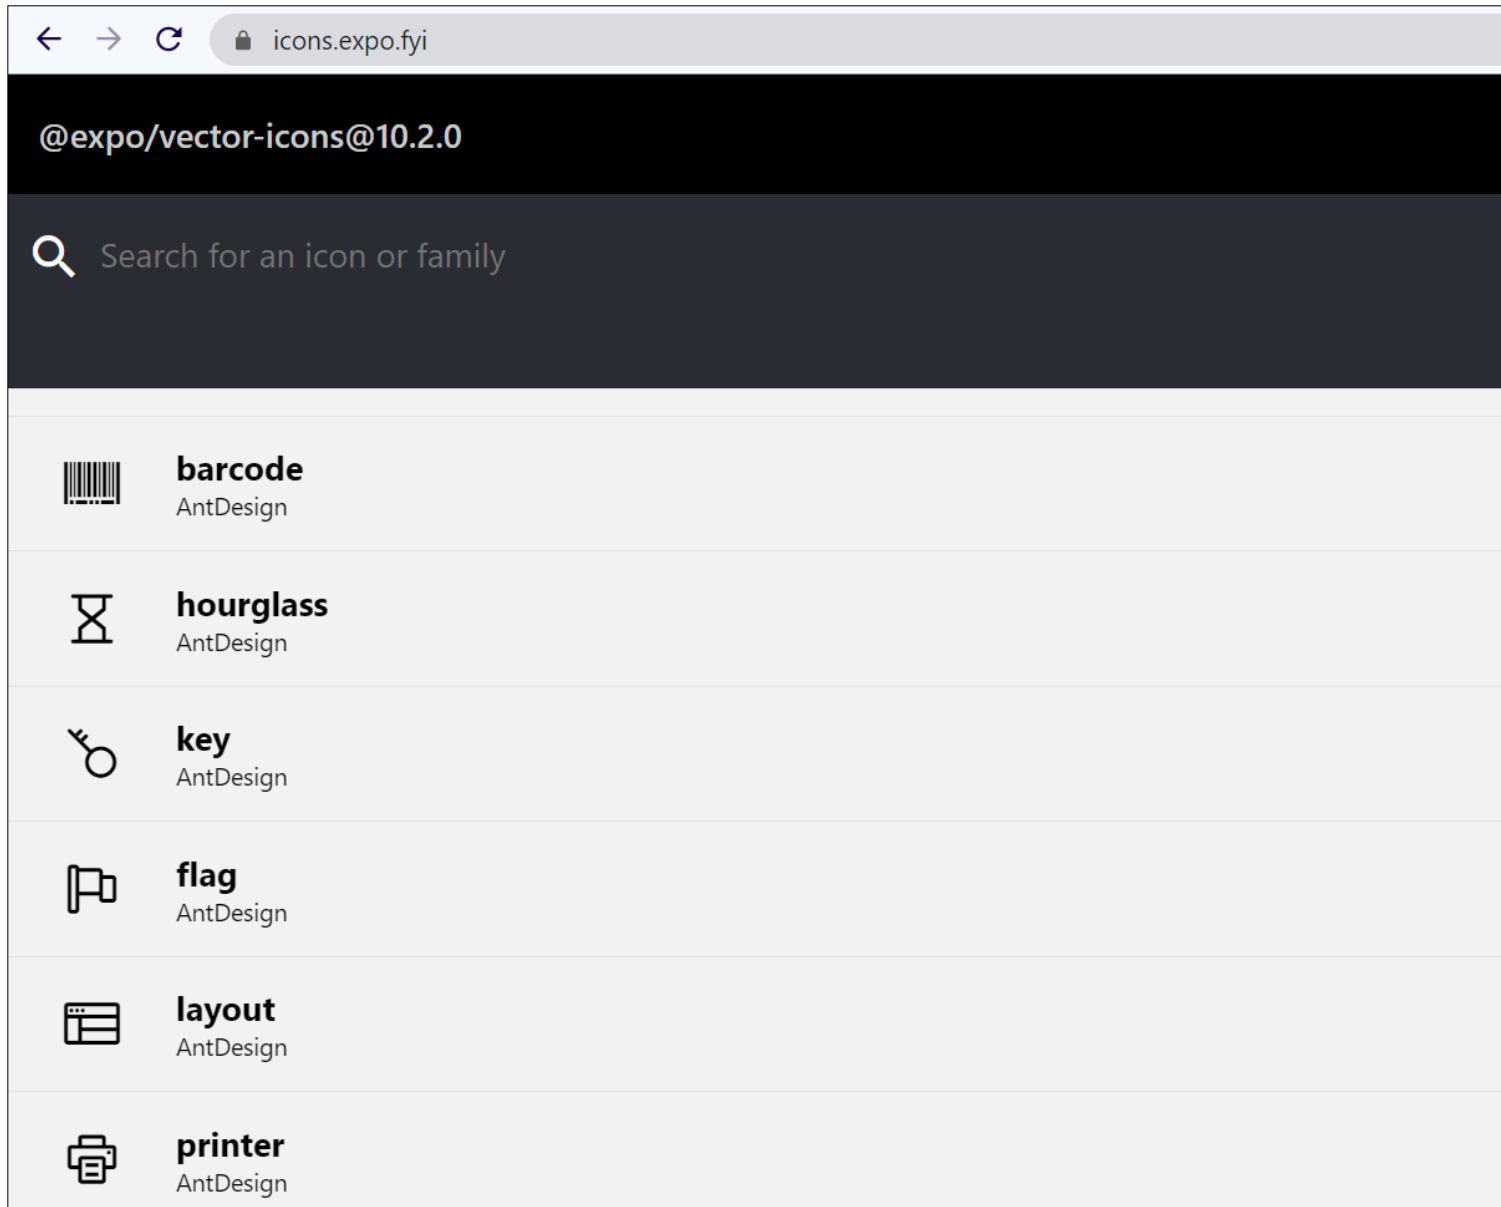 icons.expo.fyi
@expo/vector-icons@10.2.0
Search for an icon or family
barcode
AntDesign
hourglass
AntDesign
key
AntDesign
flag
AntDesign
layout
AntDesign
printer
AntDesign